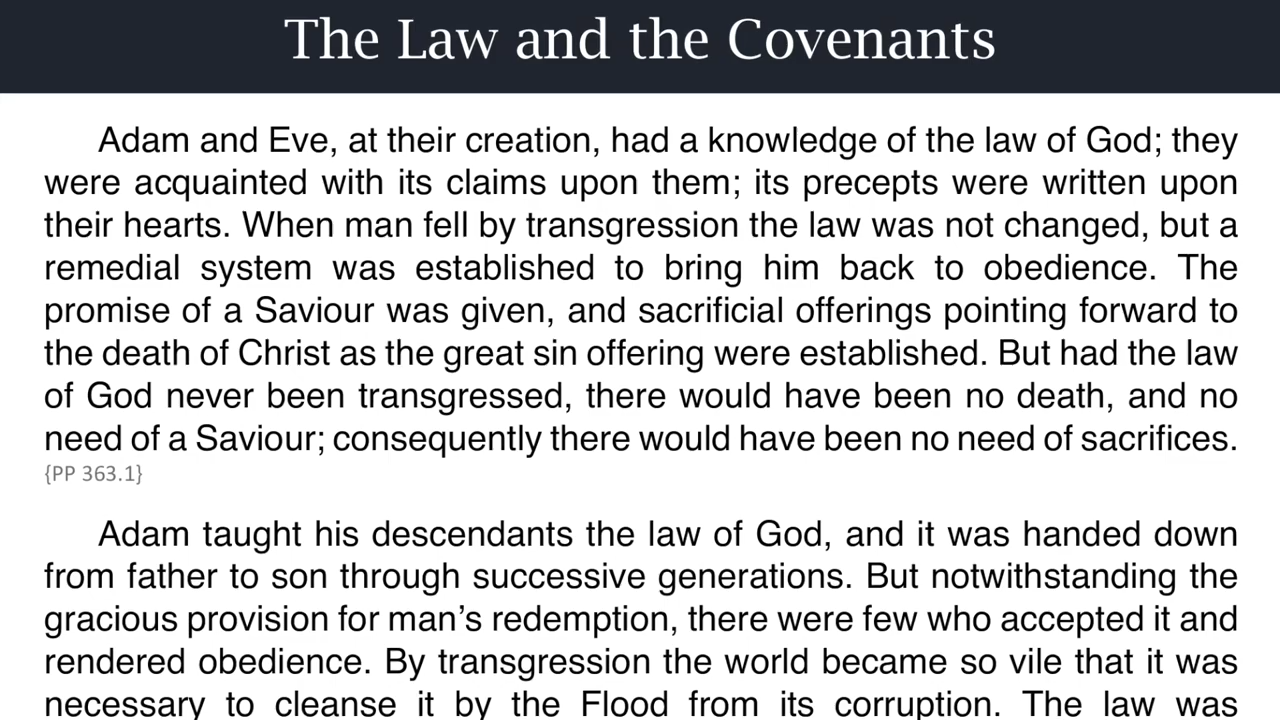 The Law and the Covenants
Adam and Eve, at their creation, had a knowledge of the law of God; they
were acquainted with its claims upon them; its precepts were written upon
their hearts. When man fell by transgression the law was not changed, but a
remedial system was established to bring him back to obedience. The
promise of a Saviour was given, and sacrificial offerings pointing forward to
the death of Christ as the great sin offering were established. But had the law
of God never been transgressed, there would have been no death, and no
need of a Saviour; consequently there would have been no need of sacrifices.
{PP 363.1}
Adam taught his descendants the law of God, and it was handed down
from father to son through successive generations. But notwithstanding the
gracious provision for man’s redemption, there were few who accepted it and
rendered obedience. By transgression the world became so vile that it was
necessary to cleanse it by the Flood from its corruption. The law was